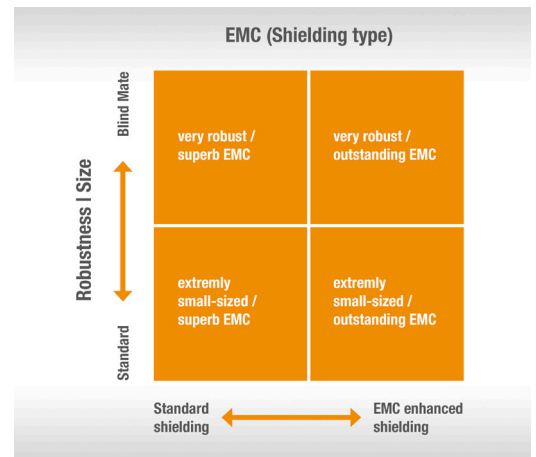 EMC (Shielding type)
Blind Mate
Robustness | Size
Standard
very robust /
superb EMC
very robust /
outstanding EMC
extremly
small-sized /
superb EMC
extremly
small-sized /
outstanding EMC
Standard
shielding
EMC enhanced
shielding